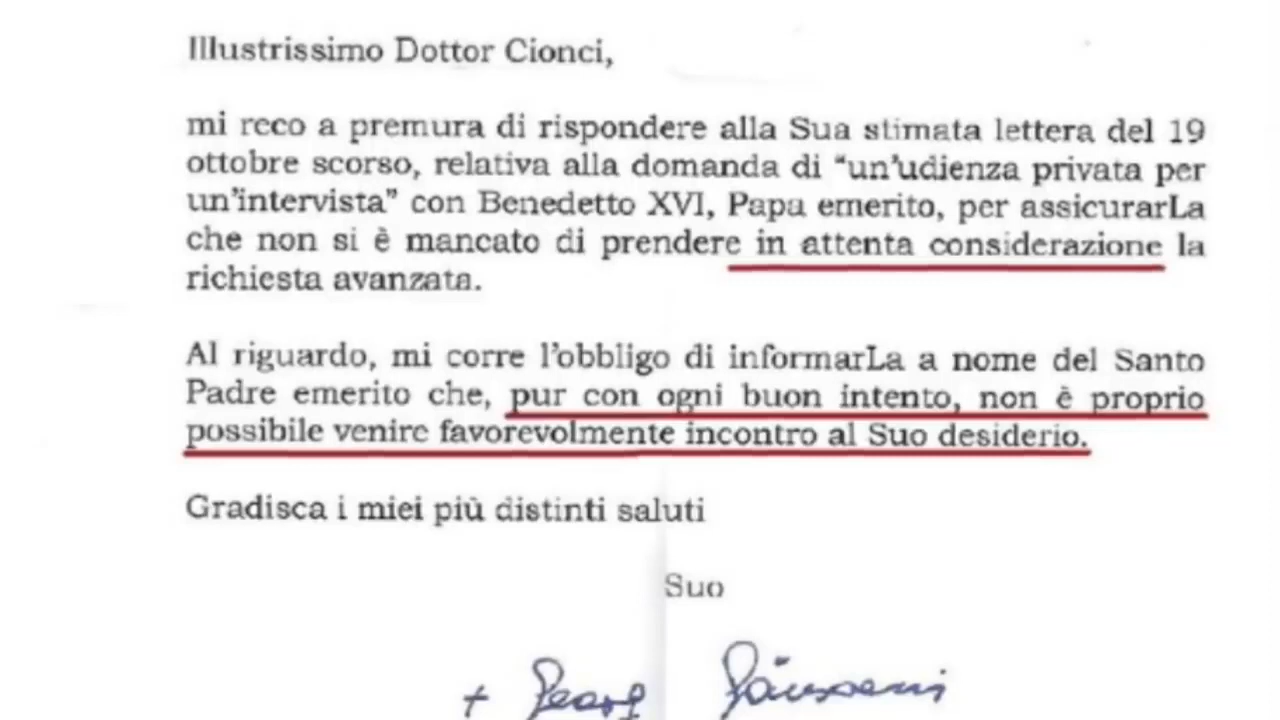 Illustrissimo Dottor Cionci,
mi reco a premura di rispondere alla Sua stimata lettera del 19
ottobre scorso, relativa alla domanda di “un’udienza privata per
un’intervista” con Benedetto XVI, Papa emerito, per assicurarLa
che non si è mancato di prendere in attenta considerazione la
richiesta avanzata.
Al riguardo, mi corre l’obbligo di informarLa a nome del Santo
Padre emerito che, pur con ogni buon intento, non è proprio
possibile venire favorevolmente incontro al Suo desiderio.
Gradisca i miei più distinti saluti
Suo
+ Georg Gänswein